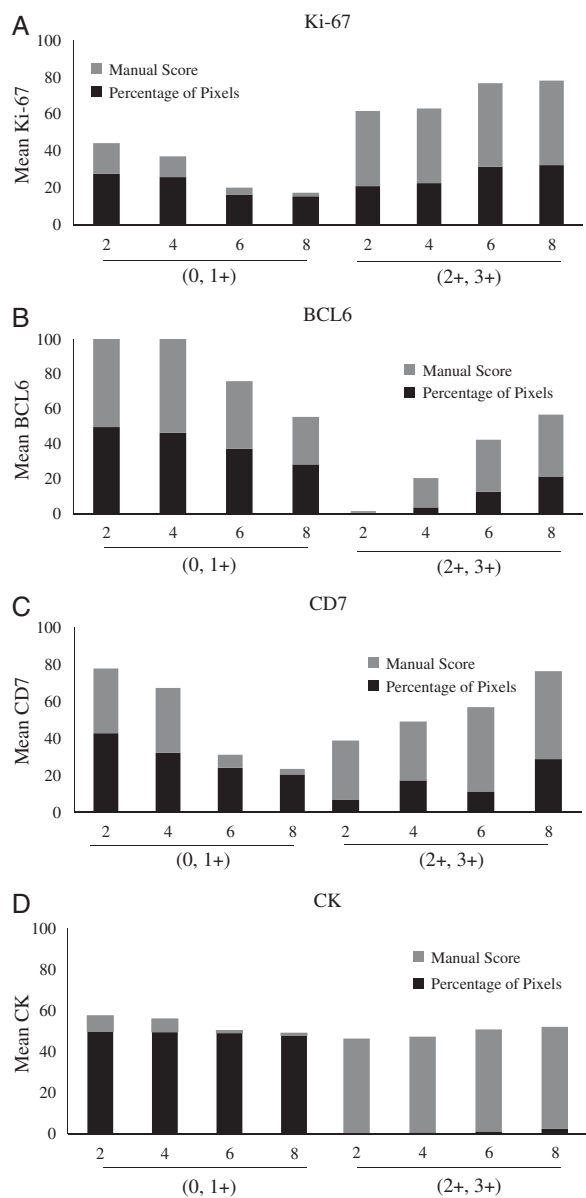 A
Ki-67
Mean Ki-67
100
80
60
40
20
0
Manual Score
Percentage of Pixels
2 4 6 8 2 4 6 8
(0, 1+) (2+, 3+)
B
BCL6
Mean BCL6
100
80
60
40
20
0
Manual Score
Percentage of Pixels
2 4 6 8 2 4 6 8
(0, 1+) (2+, 3+)
C
CD7
Mean CD7
100
80
60
40
20
0
Manual Score
Percentage of Pixels
2 4 6 8 2 4 6 8
(0, 1+) (2+, 3+)
D
CK
Mean CK
100
80
60
40
20
0
Manual Score
Percentage of Pixels
2 4 6 8 2 4 6 8
(0, 1+) (2+, 3+)